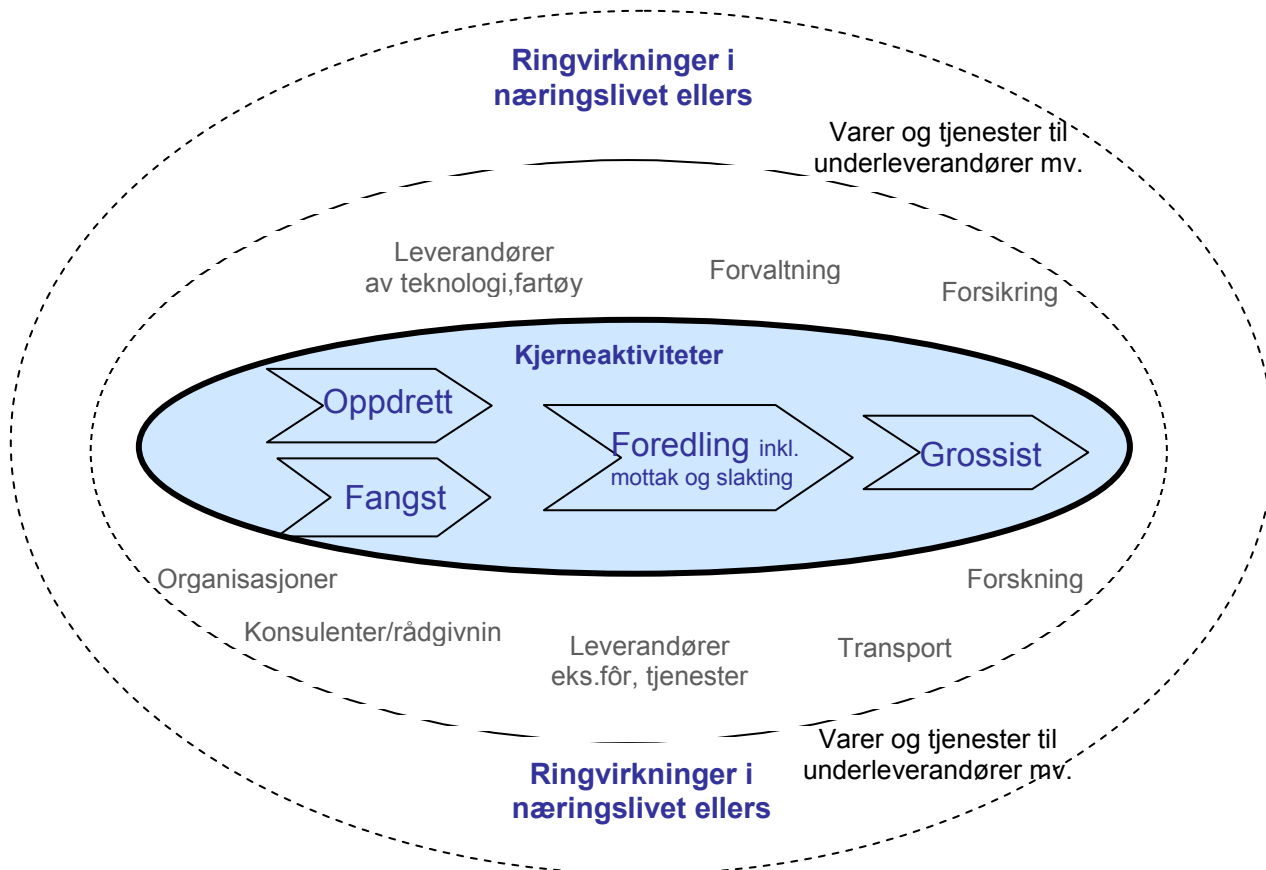 Ringvirkninger i
næringslivet ellers
Varer og tjenester til
underleverandører mv.
Leverandører
av teknologi,fartøy
Forvaltning
Forsikring
Kjerneaktiviteter
Oppdrett
Fangst
Foredling inkl.
mottak og slakting
Grossist
Organisasjoner
Forskning
Konsulenter/rådgivnin
Leverandører
eks.fôr, tjenester
Transport
Varer og tjenester til
underleverandører mv.
Ringvirkninger i
næringslivet ellers